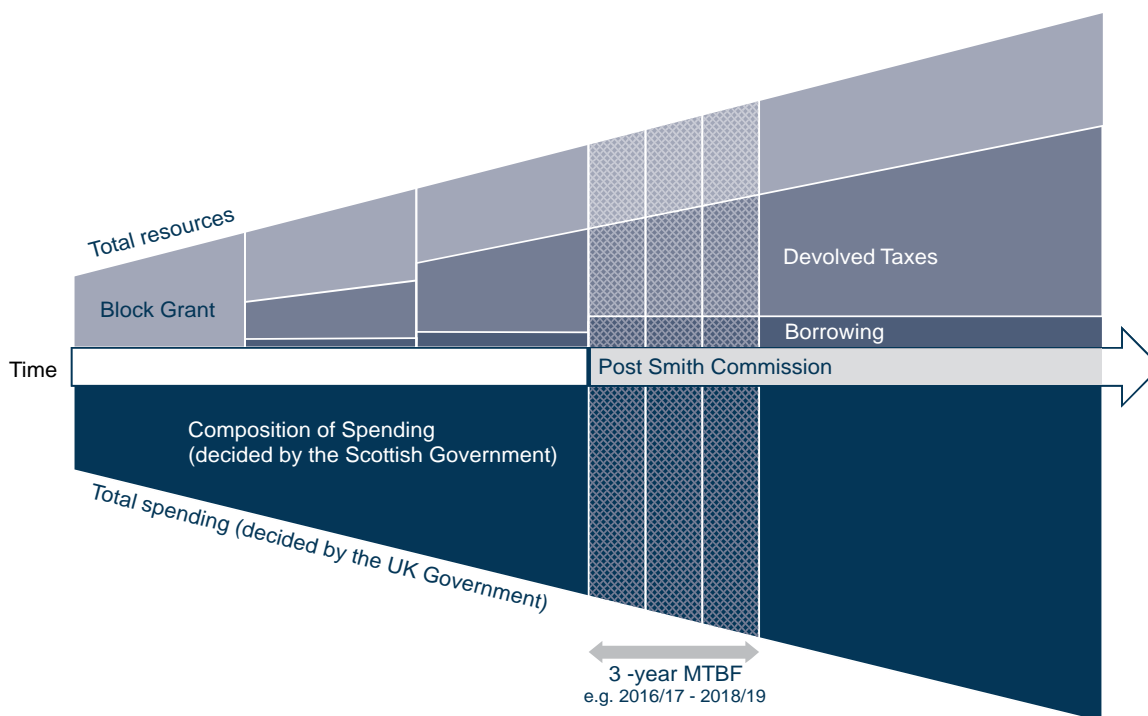 Total resources
Block Grant
Devolved Taxes
Borrowing
Time
Post Smith Commission
Composition of Spending
(decided by the Scottish Government)
Total spending (decided by the UK Government)
3 -year MTBF
e.g. 2016/17 - 2018/19